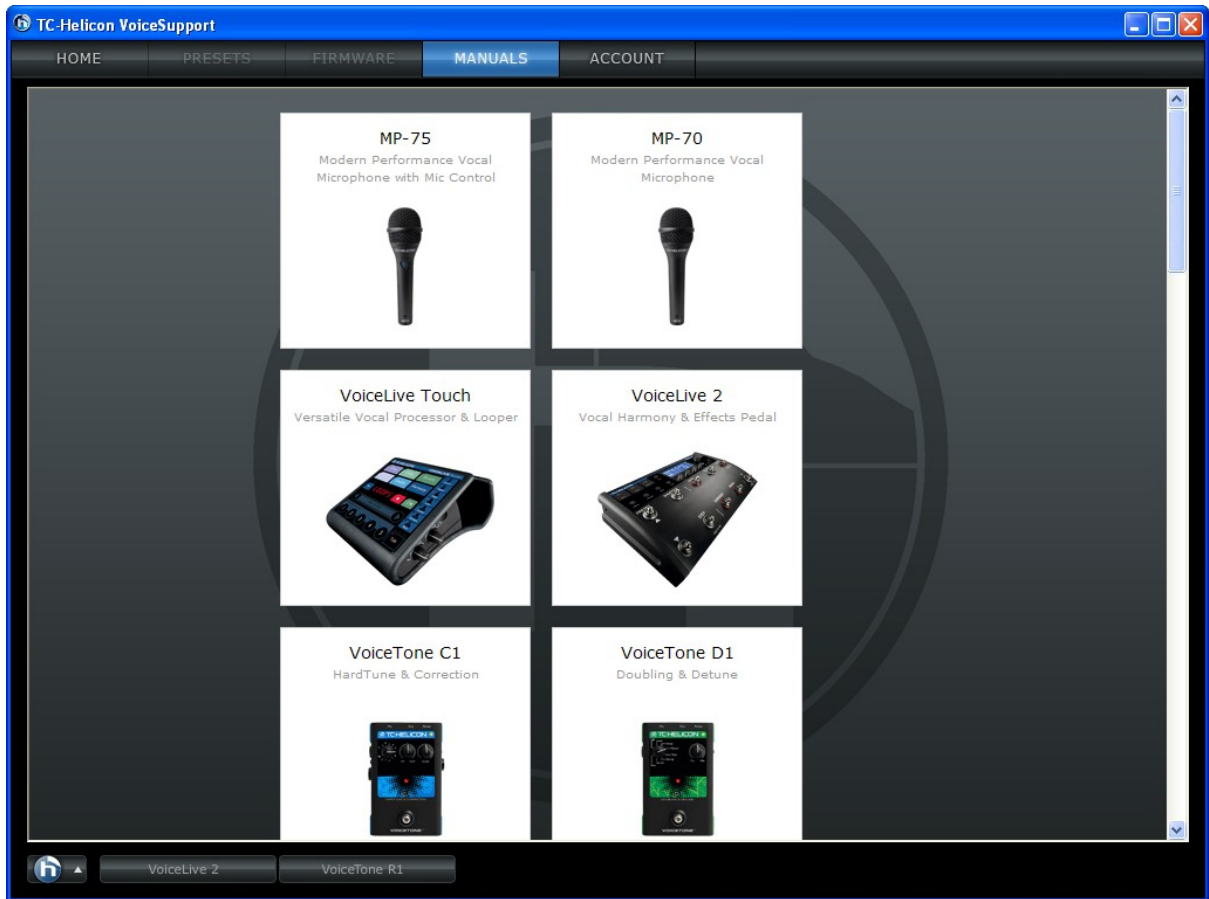 TC-Helicon VoiceSupport
HOME PRESETS FIRMWARE MANUALS ACCOUNT
MP-75
Modern Performance Vocal
Microphone with Mic Control
MP-70
Modern Performance Vocal
Microphone
VoiceLive Touch
Versatile Vocal Processor & Looper
VoiceLive 2
Vocal Harmony & Effects Pedal
LOOPS
VoiceTone C1
HardTune & Correction
VoiceTone D1
Doubling & Detune
TC·HELICON
VOICETONE
TC·HELICON
VOICETONE
VoiceLive 2
VoiceTone R1